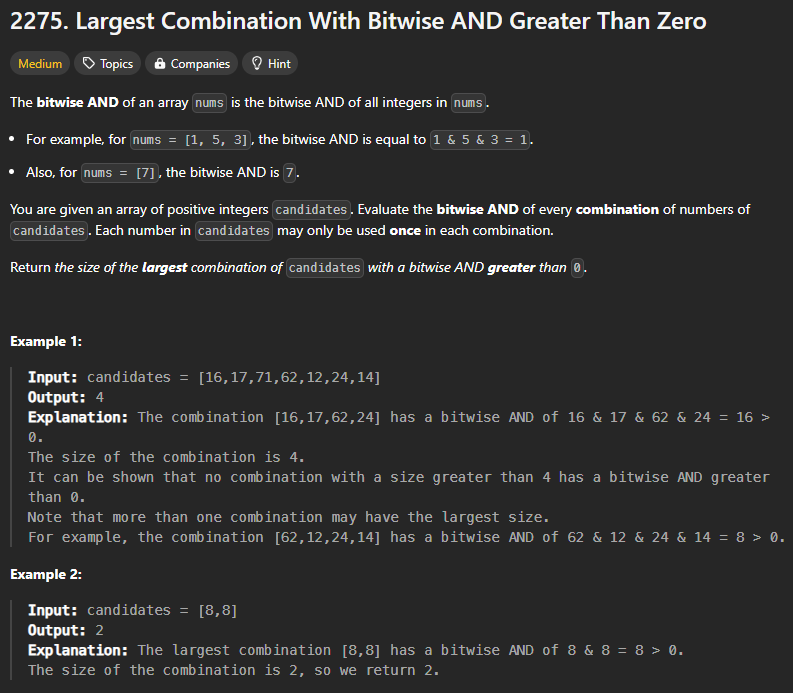 2275. Largest Combination With Bitwise AND Greater Than Zero
Medium Topics Companies Hint
The bitwise AND of an array nums is the bitwise AND of all integers in nums.
• For example, for nums = [1, 5, 3], the bitwise AND is equal to 1 & 5 & 3 = 1.
• Also, for nums = [7], the bitwise AND is 7.
You are given an array of positive integers candidates. Evaluate the bitwise AND of every combination of numbers of
candidates. Each number in candidates may only be used once in each combination.
Return the size of the largest combination of candidates with a bitwise AND greater than 0.
Example 1:
Input: candidates = [16,17,71,62,12,24,14]
Output: 4
Explanation: The combination [16,17,62,24] has a bitwise AND of 16 & 17 & 62 & 24 = 16 >
0.
The size of the combination is 4.
It can be shown that no combination with a size greater than 4 has a bitwise AND greater
than 0.
Note that more than one combination may have the largest size.
For example, the combination [62,12,24,14] has a bitwise AND of 62 & 12 & 24 & 14 = 8 > 0.
Example 2:
Input: candidates = [8,8]
Output: 2
Explanation: The largest combination [8,8] has a bitwise AND of 8 & 8 = 8 > 0.
The size of the combination is 2, so we return 2.